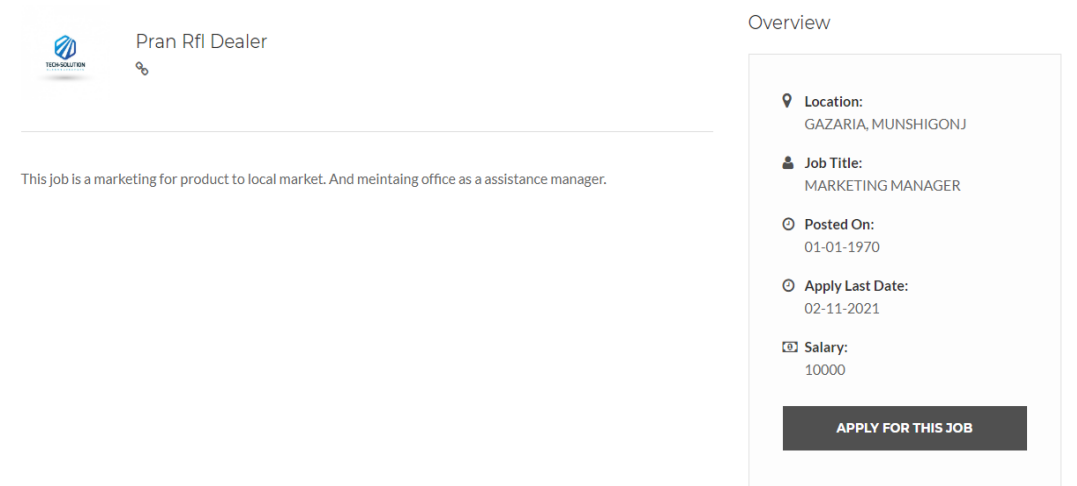 TECH-SOLUTION
Pran Rfl Dealer
This job is a marketing for product to local market. And meintaing office as a assistance manager.
Overview
Location:
GAZARIA, MUNSHIGONJ
Job Title:
MARKETING MANAGER
Posted On:
01-01-1970
Apply Last Date:
02-11-2021
Salary:
10000
APPLY FOR THIS JOB